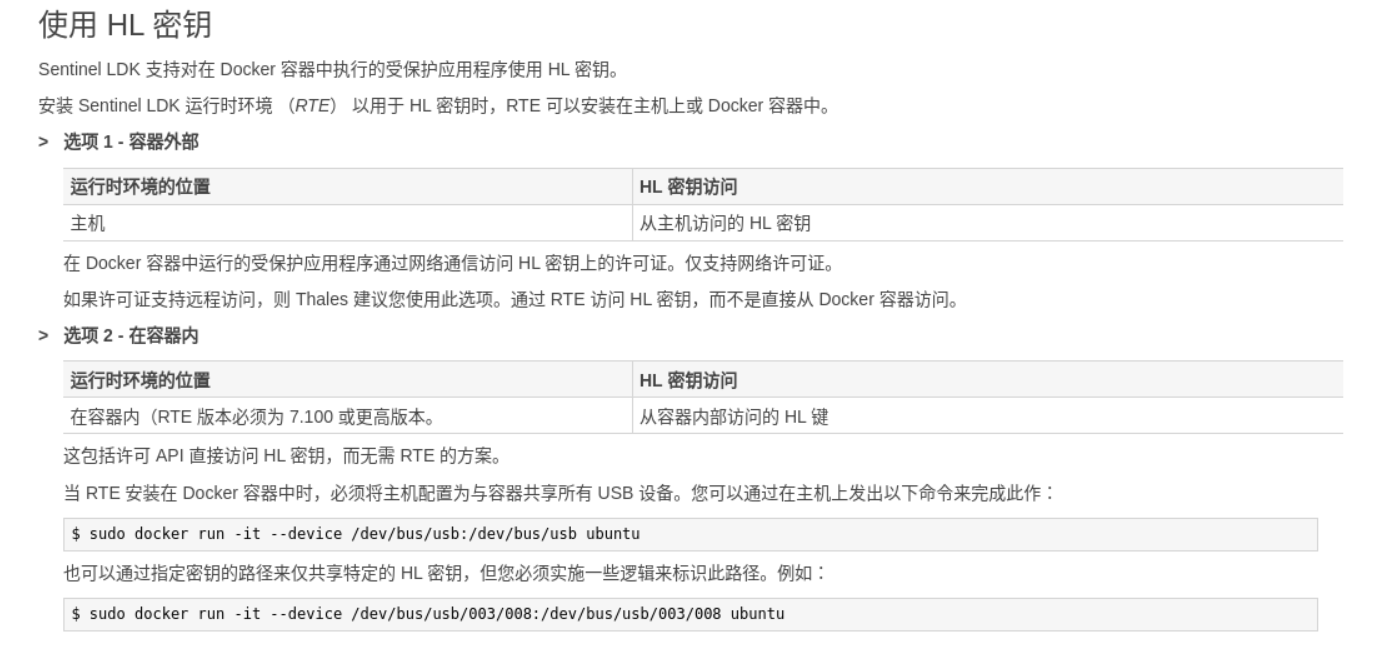 使用 HL 密钥
Sentinel LDK 支持对在 Docker 容器中执行的受保护应用程序使用 HL 密钥。
安装 Sentinel LDK 运行时环境 （RTE） 以用于 HL 密钥时，RTE 可以安装在主机上或 Docker 容器中。
> 选项 1 - 容器外部
运行时环境的位置 HL 密钥访问
主机 从主机访问的 HL 密钥
在 Docker 容器中运行的受保护应用程序通过网络通信访问 HL 密钥上的许可证。仅支持网络许可证。
如果许可证支持远程访问，则 Thales 建议您使用此选项。通过 RTE 访问 HL 密钥，而不是直接从 Docker 容器访问。
> 选项 2 - 在容器内
运行时环境的位置 HL 密钥访问
在容器内（RTE 版本必须为 7.100 或更高版本。 从容器内部访问的 HL 键
这包括许可 API 直接访问 HL 密钥，而无需 RTE 的方案。
当 RTE 安装在 Docker 容器中时，必须将主机配置为与容器共享所有 USB 设备。您可以通过在主机上发出以下命令来完成此作：
$ sudo docker run -it --device /dev/bus/usb:/dev/bus/usb ubuntu
也可以通过指定密钥的路径来仅共享特定的 HL 密钥，但您必须实施一些逻辑来标识此路径。例如：
$ sudo docker run -it --device /dev/bus/usb/003/008:/dev/bus/usb/003/008 ubuntu